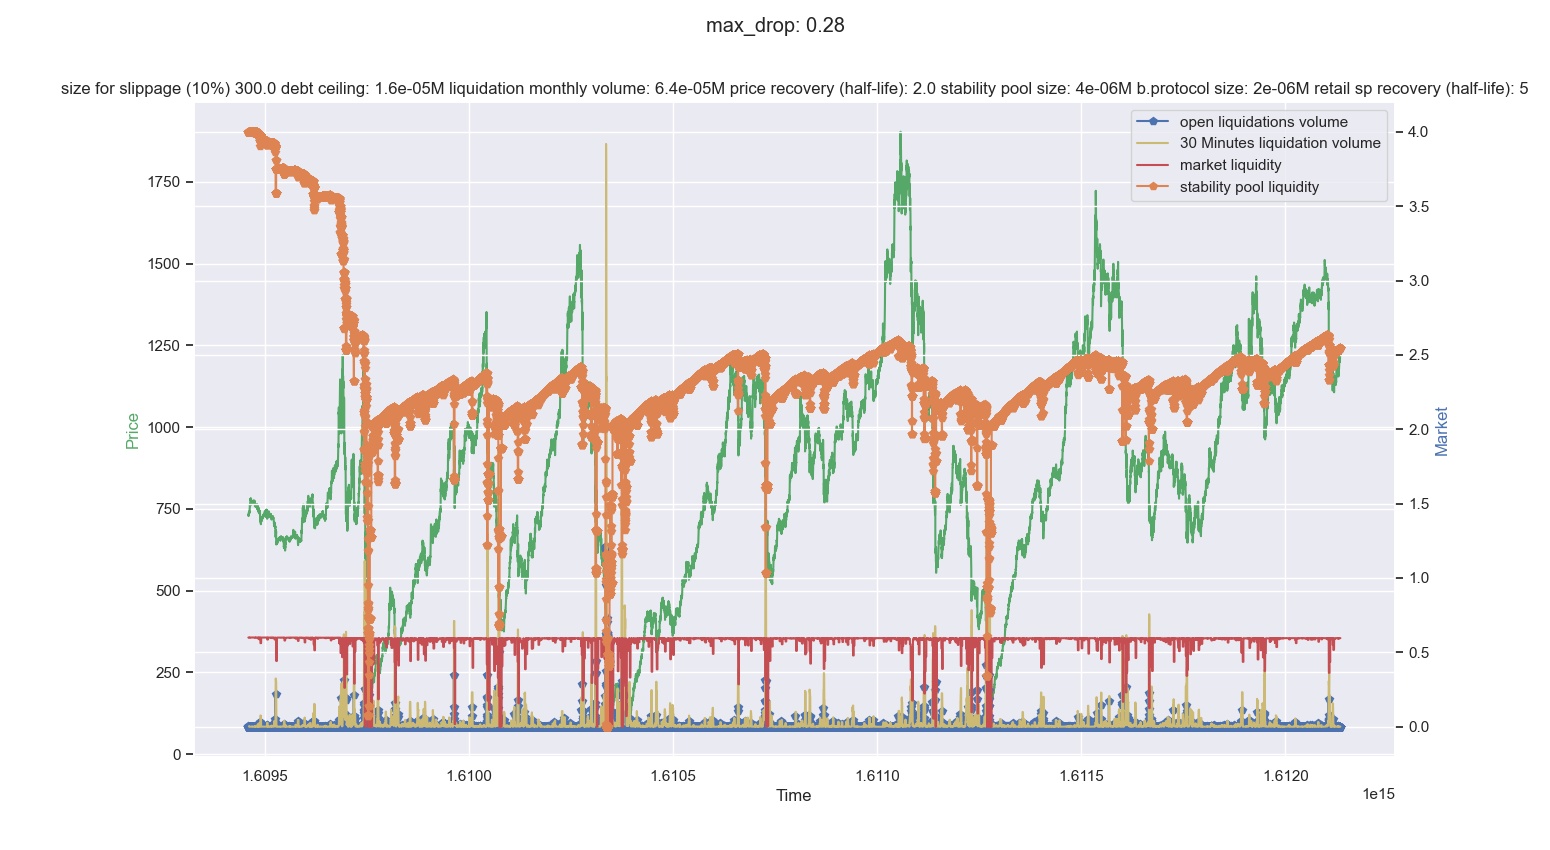 max_drop: 0.28
size for slippage (10%) 300.0 debt ceiling: 1.6e-05M liquidation monthly volume: 6.4e-05M price recovery (half-life): 2.0 stability pool size: 4e-06M b.protocol size: 2e-06M retail sp recovery (half-life): 5
open liquidations volume
30 Minutes liquidation volume
market liquidity
stability pool liquidity
Price
1750
1500
1250
1000
750
500
250
0
4.0
3.5
3.0
2.5
2.0
1.5
1.0
0.5
0.0
Market
1.6095 1.6100 1.6105 1.6110 1.6115 1.6120
Time
1e15